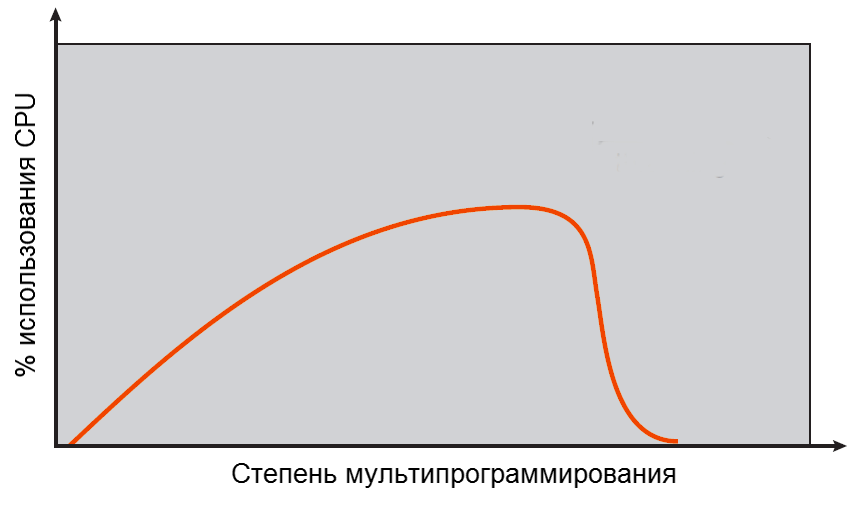 % использования CPU
Степень мультипрограммирования